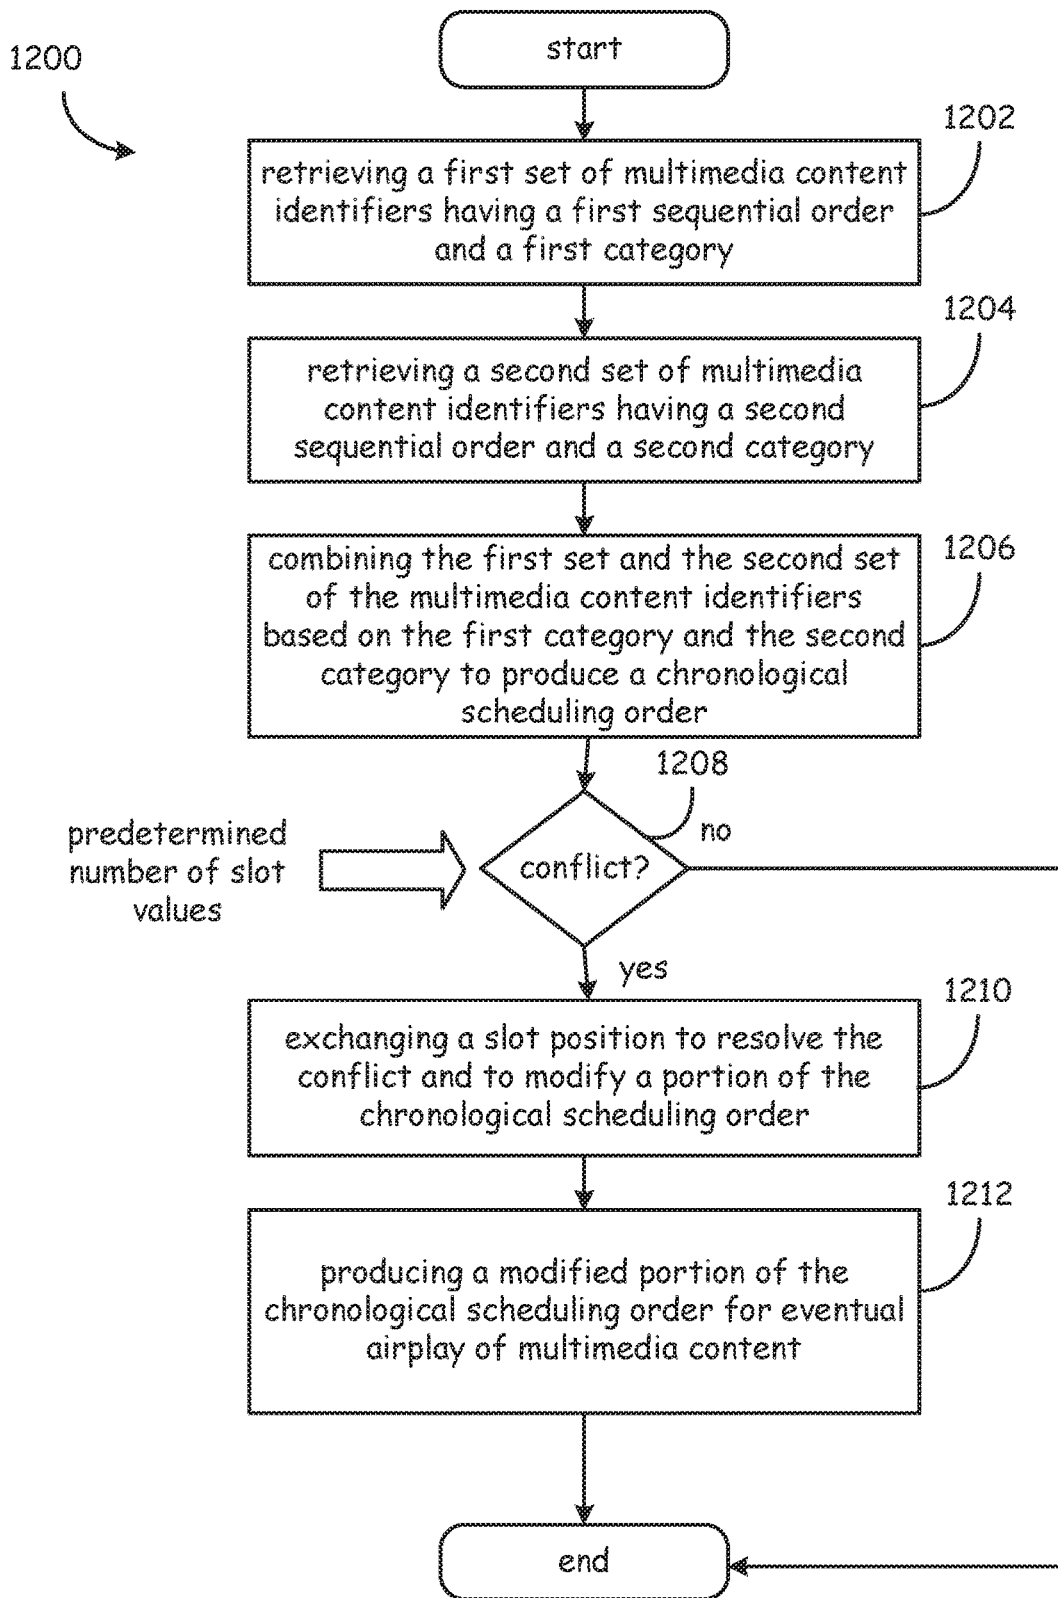 start
1200
1202
retrieving a first set of multimedia content
identifiers having a first sequential order
and a first category
1204
retrieving a second set of multimedia
content identifiers having a second
sequential order and a second category
1206
combining the first set and the second set
of the multimedia content identifiers
based on the first category and the second
category to produce a chronological
scheduling order
1208
no
predetermined
number of slot
values
conflict?
yes
1210
exchanging a slot position to resolve the
conflict and to modify a portion of the
chronological scheduling order
1212
producing a modified portion of the
chronological scheduling order for eventual
airplay of multimedia content
end